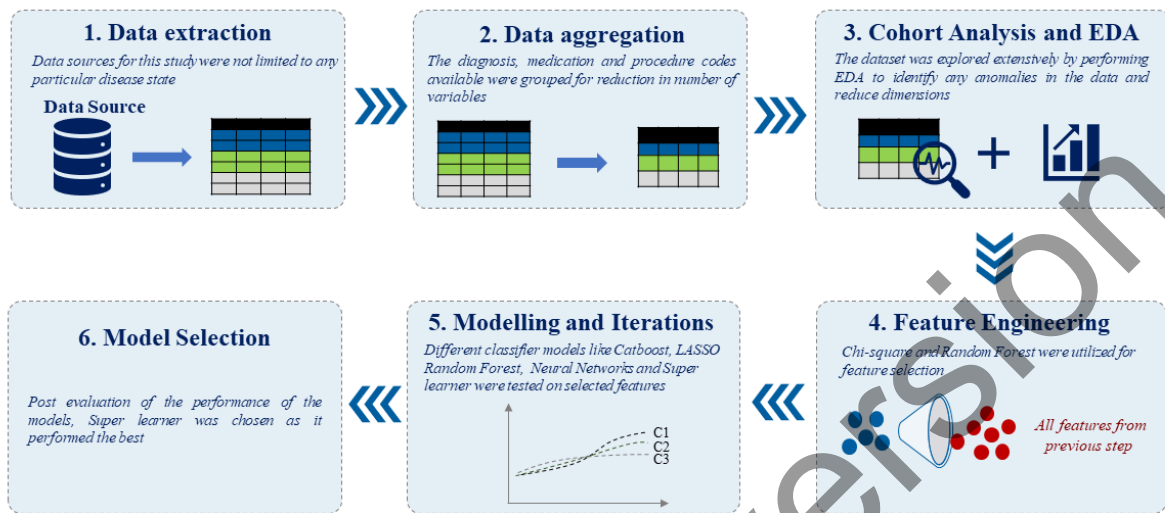 1. Data extraction
Data sources for this study were not limited to any
particular disease state
Data Source
2. Data aggregation
The diagnosis, medication and procedure codes
available were grouped for reduction in number of
variables
3. Cohort Analysis and EDA
The dataset was explored extensively by performing
EDA to identify any anomalies in the data and
reduce dimensions
4. Feature Engineering
Chi-square and Random Forest were utilized for
feature selection
All features from
previous step
5. Modelling and Iterations
Different classifier models like Catboost, LASSO
Random Forest, Neural Networks and Super
learner were tested on selected features
C1
C2
C3
6. Model Selection
Post evaluation of the performance of the
models, Super learner was chosen as it
performed the best
version